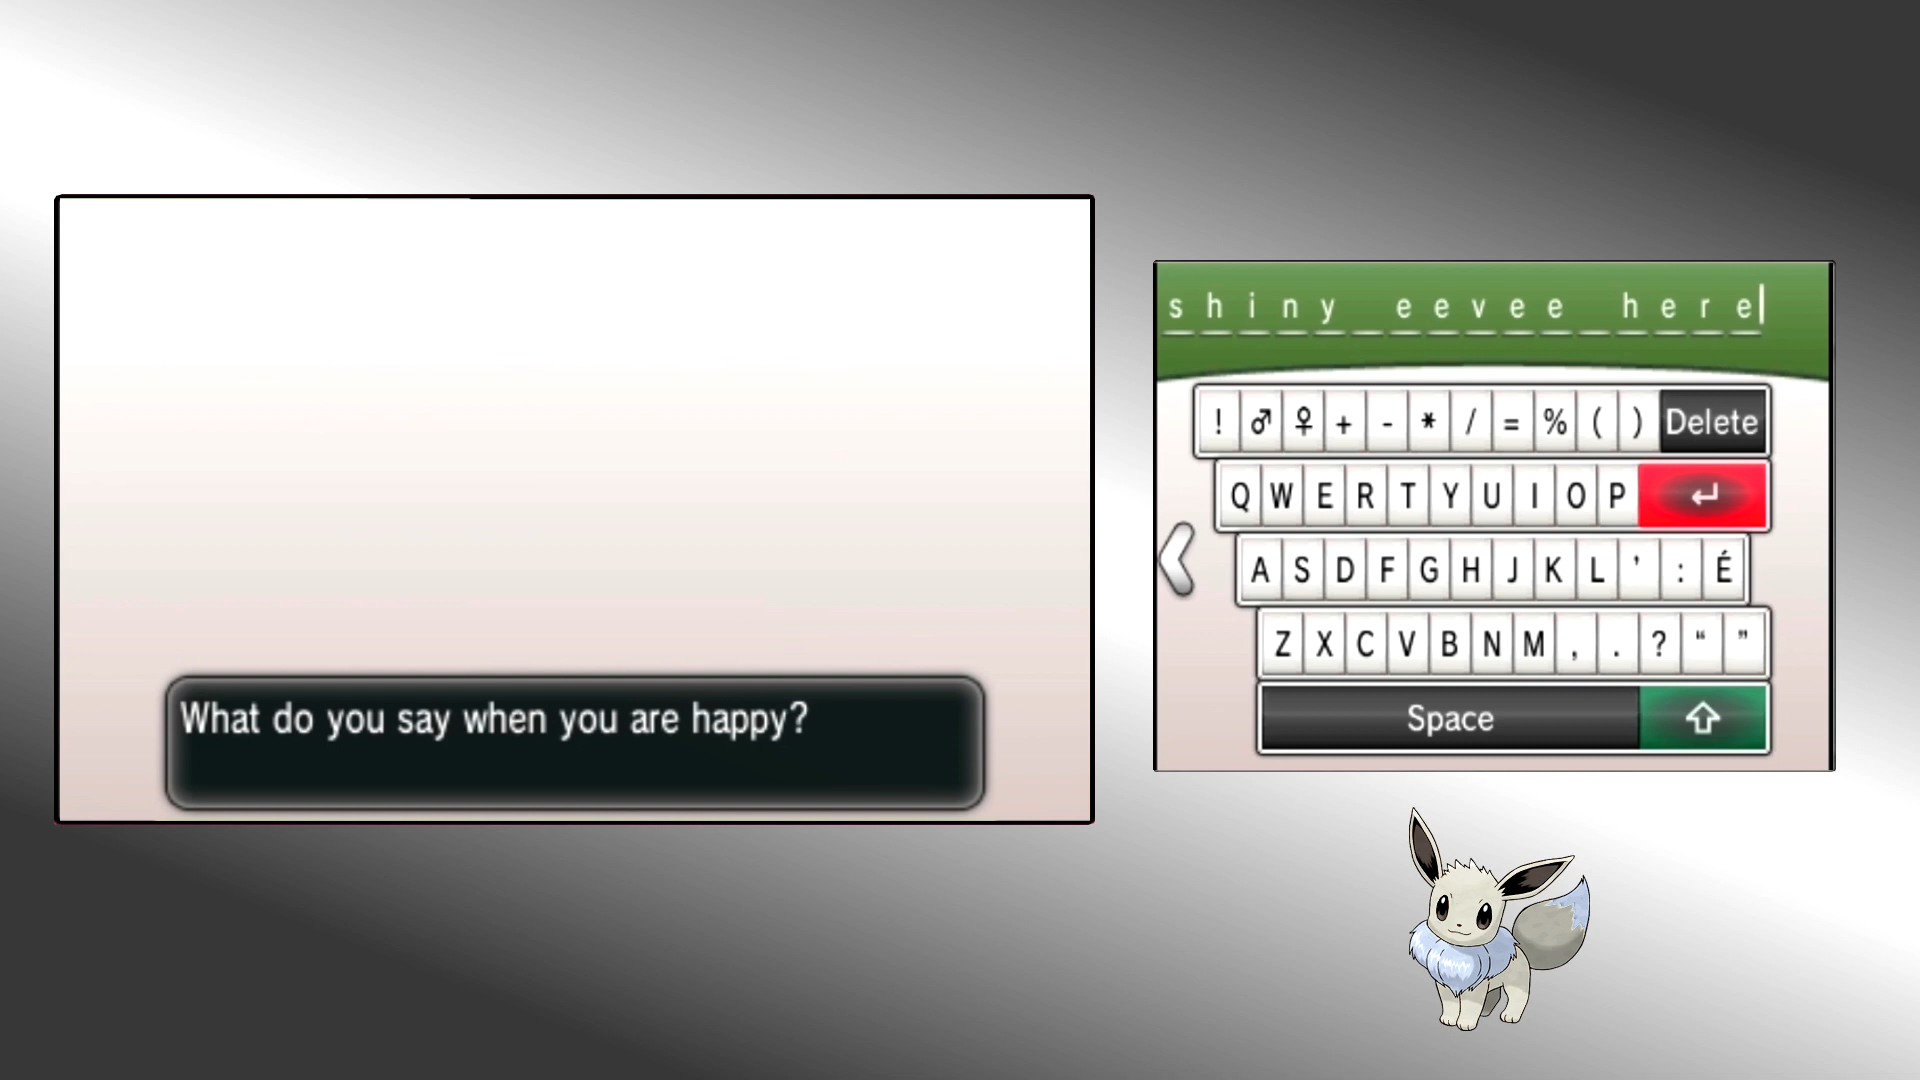 What do you say when you are happy?
shiny eevee here
! ♂ ♀ + - * / = % ( ) Delete
Q W E R T Y U I O P ↵
A S D F G H J K L ' : É
Z X C V B N M , . ? “ ”
Space